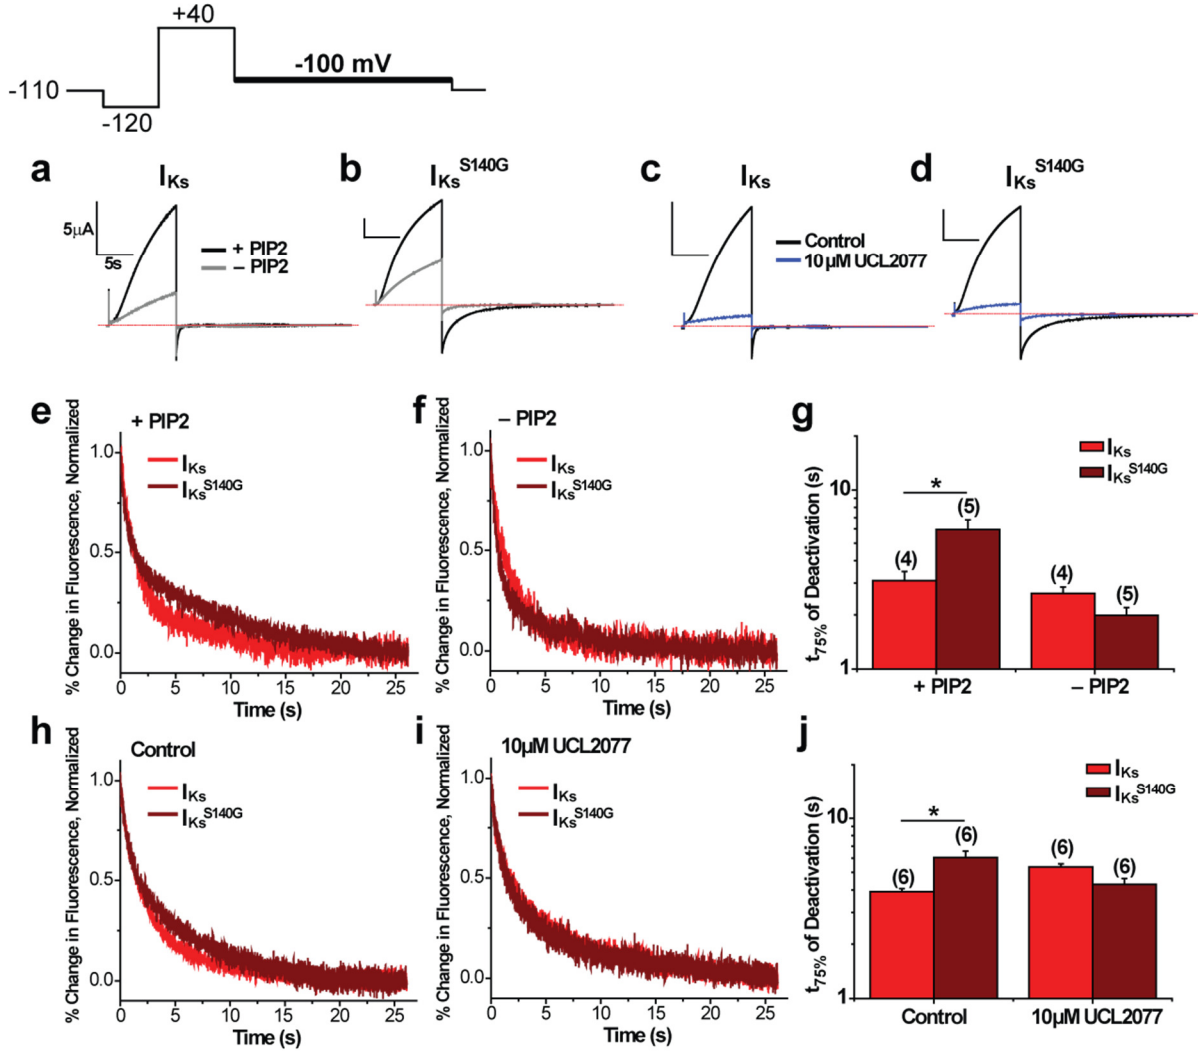 +40
-100 mV
-110
-120
a
IKs
b
IKsS140G
c
IKs
d
IKsS140G
5µA
5s
+ PIP2
– PIP2
Control
10µM UCL2077
e
% Change in Fluorescence, Normalized
+ PIP2
IKs
IKsS140G
1.0
0.5
0.0
0 5 10 15 20 25
Time (s)
f
% Change in Fluorescence, Normalized
– PIP2
IKs
IKsS140G
1.0
0.5
0.0
0 5 10 15 20 25
Time (s)
g
t75% of Deactivation (s)
IKs
IKsS140G
10
1
*
(4)
(5)
(4)
(5)
+ PIP2
– PIP2
h
% Change in Fluorescence, Normalized
Control
IKs
IKsS140G
1.0
0.5
0.0
0 5 10 15 20 25
Time (s)
i
% Change in Fluorescence, Normalized
10µM UCL2077
IKs
IKsS140G
1.0
0.5
0.0
0 5 10 15 20 25
Time (s)
j
t75% of Deactivation (s)
IKs
IKsS140G
10
1
*
(6)
(6)
(6)
(6)
Control
10µM UCL2077